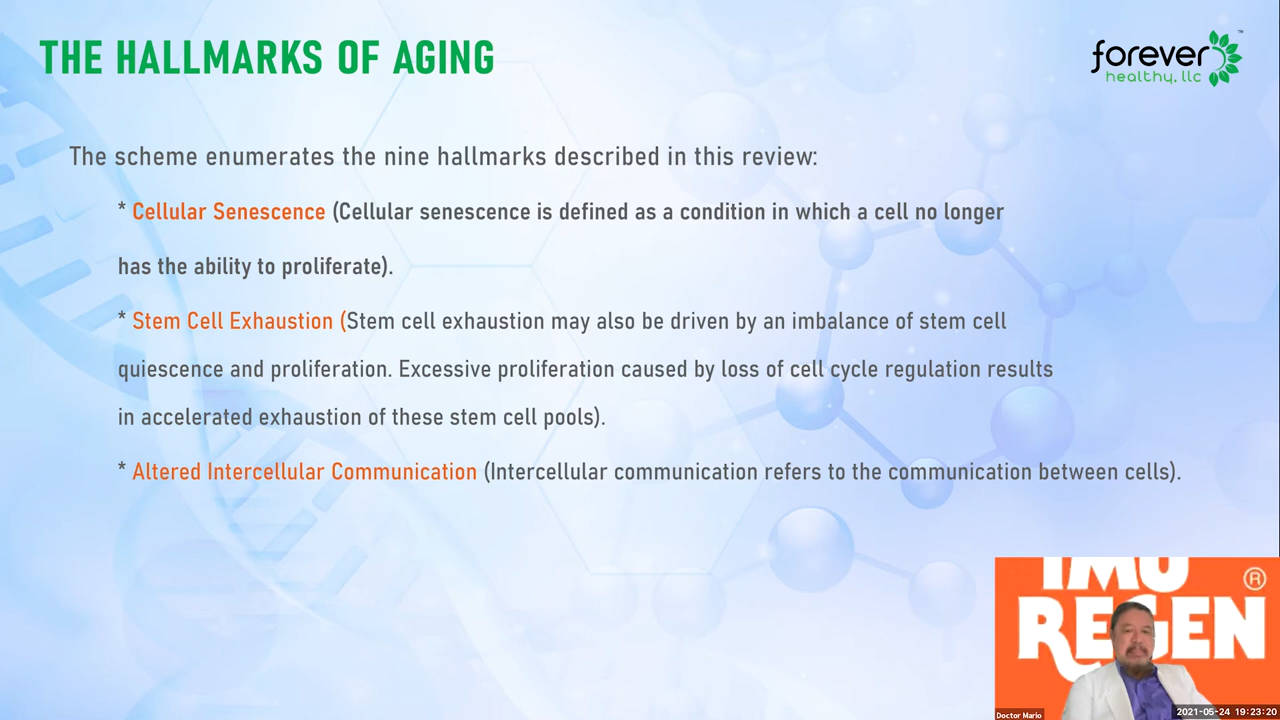 THE HALLMARKS OF AGING
forever
healthy, llc
™
The scheme enumerates the nine hallmarks described in this review:
* Cellular Senescence (Cellular senescence is defined as a condition in which a cell no longer
has the ability to proliferate).
* Stem Cell Exhaustion (Stem cell exhaustion may also be driven by an imbalance of stem cell
quiescence and proliferation. Excessive proliferation caused by loss of cell cycle regulation results
in accelerated exhaustion of these stem cell pools).
* Altered Intercellular Communication (Intercellular communication refers to the communication between cells).
IMU
REGEN ®
Doctor Mario
2021-05-24 19:23:20